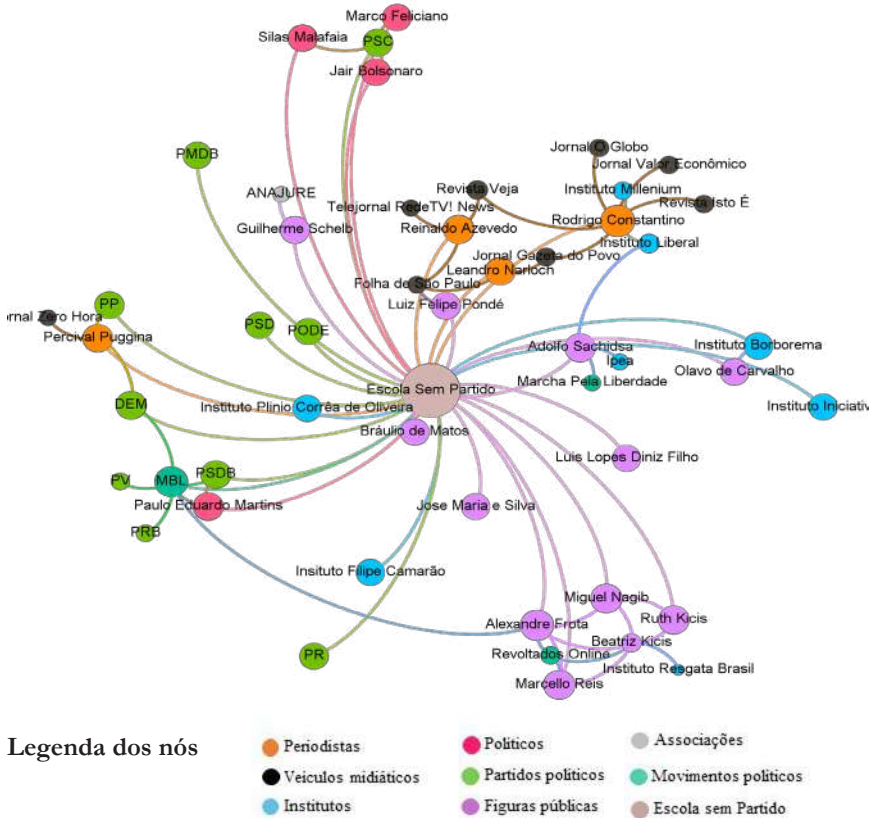 Marco Feliciano
Silas Malafaia
PSC
Jair Bolsonaro
PMDB
Jornal O Globo
Jornal Valor Econômico
ANAJURE
Revista Veja
Instituto Millenium
Telejornal RedeTV! News
Revista Isto É
Guilherme Schelb
Reinaldo Azevedo
Rodrigo Constantino
Instituto Liberal
Jornal Gazeta do Povo
Leandro Narloch
Folha de São Paulo
Luiz Felipe Pondé
PP
rnal Zero Hora
PSD
PODE
Percival Puggina
Adolfo Sachidsa
Instituto Borborema
Ipea
Olavo de Carvalho
Marcha Pela Liberdade
Escola Sem Partido
DEM
Instituto Plinio Corrêa de Oliveira
Instituto Iniciativ
Bráulio de Matos
Luis Lopes Diniz Filho
PSDB
PV
MBL
Paulo Eduardo Martins
Jose Maria e Silva
PRB
Insituto Filipe Camarão
Miguel Nagib
Alexandre Frota
Ruth Kicis
Beatriz Kicis
PR
Revoltados Online
Instituto Resgata Brasil
Marcello Reis
Legenda dos nós
Periodistas
Políticos
Associações
Veiculos midiáticos
Partidos politicos
Movimentos politicos
Institutos
Figuras públicas
Escola sem Partido